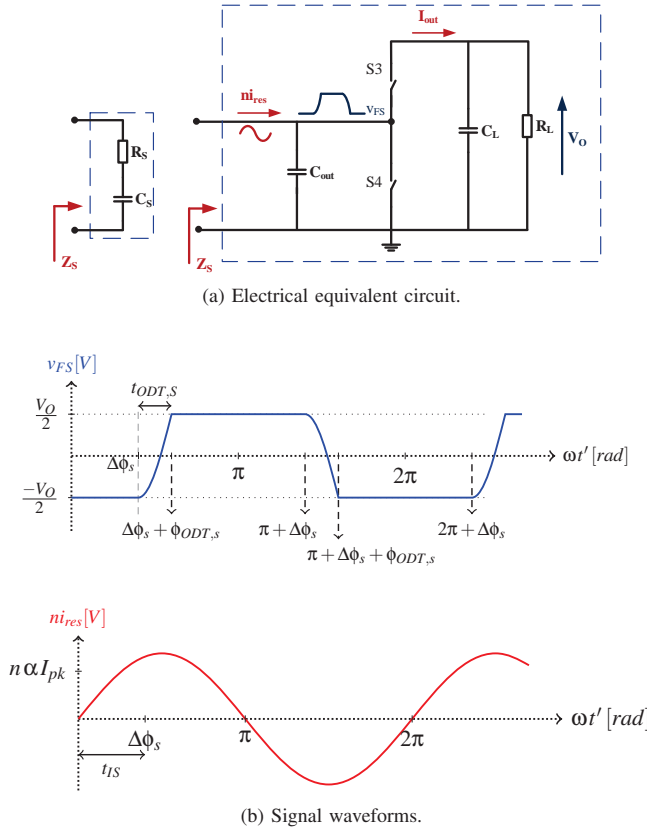 I_out
S3
ni_res
v_FS
R_S
C_S
C_out
S4
C_L
R_L
V_O
Z_S
Z_S
(a) Electrical equivalent circuit.
v_FS[V]
t_ODT,S
V_O/2
Δϕ_s
π
2π
ωt′ [rad]
−V_O/2
Δϕ_s + ϕ_ODT,s
π + Δϕ_s
2π + Δϕ_s
π + Δϕ_s + ϕ_ODT,s
ni_res[V]
nαI_pk
Δϕ_s
π
2π
ωt′ [rad]
t_IS
(b) Signal waveforms.